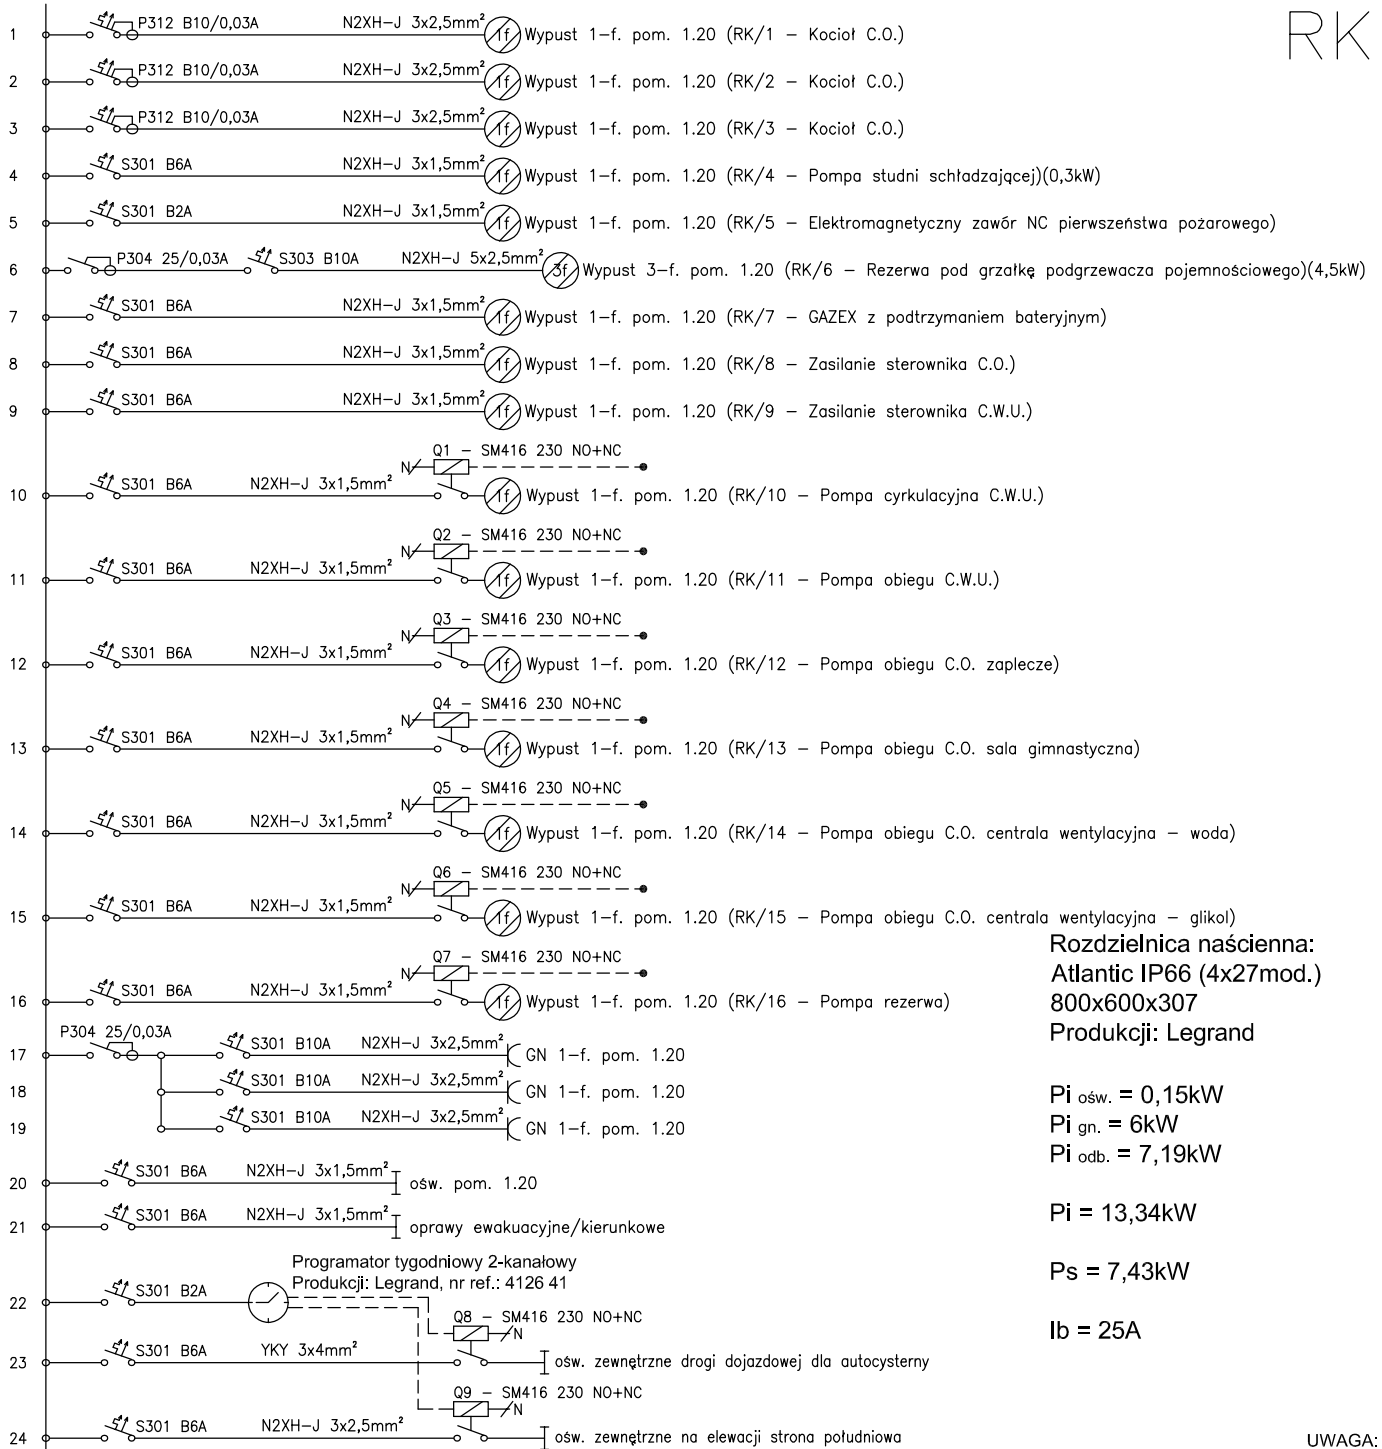 RK
1 P312 B10/0,03A N2XH-J 3x2,5mm² 1f Wypust 1-f. pom. 1.20 (RK/1 - Kocioł C.O.)
2 P312 B10/0,03A N2XH-J 3x2,5mm² 1f Wypust 1-f. pom. 1.20 (RK/2 - Kocioł C.O.)
3 P312 B10/0,03A N2XH-J 3x2,5mm² 1f Wypust 1-f. pom. 1.20 (RK/3 - Kocioł C.O.)
4 S301 B6A N2XH-J 3x1,5mm² 1f Wypust 1-f. pom. 1.20 (RK/4 - Pompa studni schładzającej)(0,3kW)
5 S301 B2A N2XH-J 3x1,5mm² 1f Wypust 1-f. pom. 1.20 (RK/5 - Elektromagnetyczny zawór NC pierwszeństwa pożarowego)
6 P304 25/0,03A S303 B10A N2XH-J 5x2,5mm² 3f Wypust 3-f. pom. 1.20 (RK/6 - Rezerwa pod grzałkę podgrzewacza pojemnościowego)(4,5kW)
7 S301 B6A N2XH-J 3x1,5mm² 1f Wypust 1-f. pom. 1.20 (RK/7 - GAZEX z podtrzymaniem bateryjnym)
8 S301 B6A N2XH-J 3x1,5mm² 1f Wypust 1-f. pom. 1.20 (RK/8 - Zasilanie sterownika C.O.)
9 S301 B6A N2XH-J 3x1,5mm² 1f Wypust 1-f. pom. 1.20 (RK/9 - Zasilanie sterownika C.W.U.)
N Q1 - SM416 230 NO+NC
10 S301 B6A N2XH-J 3x1,5mm² 1f Wypust 1-f. pom. 1.20 (RK/10 - Pompa cyrkulacyjna C.W.U.)
N Q2 - SM416 230 NO+NC
11 S301 B6A N2XH-J 3x1,5mm² 1f Wypust 1-f. pom. 1.20 (RK/11 - Pompa obiegu C.W.U.)
N Q3 - SM416 230 NO+NC
12 S301 B6A N2XH-J 3x1,5mm² 1f Wypust 1-f. pom. 1.20 (RK/12 - Pompa obiegu C.O. zaplecze)
N Q4 - SM416 230 NO+NC
13 S301 B6A N2XH-J 3x1,5mm² 1f Wypust 1-f. pom. 1.20 (RK/13 - Pompa obiegu C.O. sala gimnastyczna)
N Q5 - SM416 230 NO+NC
14 S301 B6A N2XH-J 3x1,5mm² 1f Wypust 1-f. pom. 1.20 (RK/14 - Pompa obiegu C.O. centrala wentylacyjna - woda)
N Q6 - SM416 230 NO+NC
15 S301 B6A N2XH-J 3x1,5mm² 1f Wypust 1-f. pom. 1.20 (RK/15 - Pompa obiegu C.O. centrala wentylacyjna - glikol)
N Q7 - SM416 230 NO+NC
16 S301 B6A N2XH-J 3x1,5mm² 1f Wypust 1-f. pom. 1.20 (RK/16 - Pompa rezerwa)
P304 25/0,03A
17 S301 B10A N2XH-J 3x2,5mm² GN 1-f. pom. 1.20
18 S301 B10A N2XH-J 3x2,5mm² GN 1-f. pom. 1.20
19 S301 B10A N2XH-J 3x2,5mm² GN 1-f. pom. 1.20
20 S301 B6A N2XH-J 3x1,5mm² ośw. pom. 1.20
21 S301 B6A N2XH-J 3x1,5mm² oprawy ewakuacyjne/kierunkowe
Programator tygodniowy 2-kanałowy
Produkcji: Legrand, nr ref.: 4126 41
22 S301 B2A
Q8 - SM416 230 NO+NC
N
23 S301 B6A YKY 3x4mm² ośw. zewnętrzne drogi dojazdowej dla autocysterny
Q9 - SM416 230 NO+NC
N
24 S301 B6A N2XH-J 3x2,5mm² ośw. zewnętrzne na elewacji strona południowa
Rozdzielnica naścienna:
Atlantic IP66 (4x27mod.)
800x600x307
Produkcji: Legrand
Pi ośw. = 0,15kW
Pi gn. = 6kW
Pi odb. = 7,19kW
Pi = 13,34kW
Ps = 7,43kW
Ib = 25A
UWAGA: